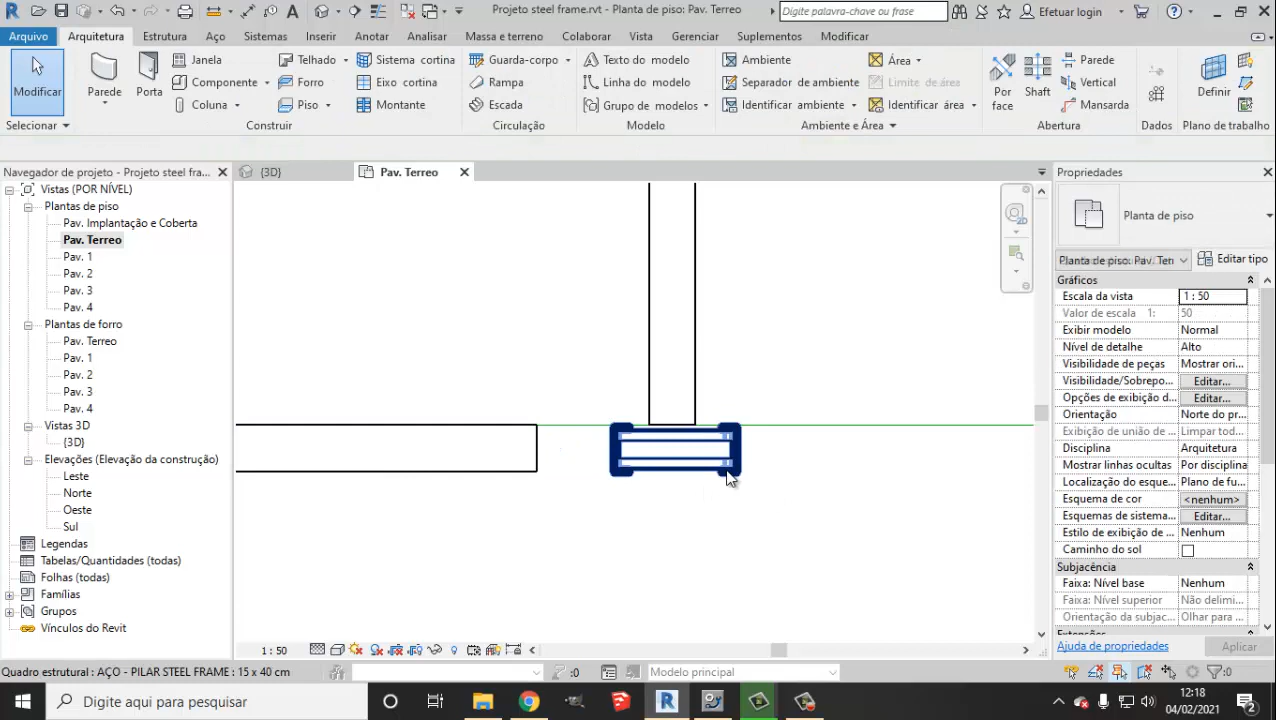 Projeto steel frame.rvt - Planta de piso: Pav. Terreo
Digite palavra-chave ou frase
Efetuar login
Arquivo
Arquitetura
Estrutura
Aço
Sistemas
Inserir
Anotar
Analisar
Massa e terreno
Colaborar
Vista
Gerenciar
Suplementos
Modificar
Modificar
Parede
Porta
Janela
Componente
Coluna
Telhado
Forro
Piso
Sistema cortina
Eixo cortina
Montante
Guarda-corpo
Rampa
Escada
Texto do modelo
Linha do modelo
Grupo de modelos
Ambiente
Separador de ambiente
Identificar ambiente
Área
Limite de área
Identificar área
Por
face
Shaft
Parede
Vertical
Mansarda
Definir
Selecionar
Construir
Circulação
Modelo
Ambiente e Área
Abertura
Dados
Plano de trabalho
Navegador de projeto - Projeto steel fra...
{3D}
Pav. Terreo
Vistas (POR NÍVEL)
Plantas de piso
Pav. Implantação e Coberta
Pav. Terreo
Pav. 1
Pav. 2
Pav. 3
Pav. 4
Plantas de forro
Pav. Terreo
Pav. 1
Pav. 2
Pav. 3
Pav. 4
Vistas 3D
{3D}
Elevações (Elevação da construção)
Leste
Norte
Oeste
Sul
Legendas
Tabelas/Quantidades (todas)
Folhas (todas)
Famílias
Grupos
Vínculos do Revit
2D
Propriedades
Planta de piso
Planta de piso: Pav. Ter
Editar tipo
Gráficos
Escala da vista 1 : 50
Valor de escala 1: 50
Exibir modelo Normal
Nível de detalhe Alto
Visibilidade de peças Mostrar ori...
Visibilidade/Sobrepo... Editar...
Opções de exibição d... Editar...
Orientação Norte do pr...
Exibição de união de ... Limpar tod...
Disciplina Arquitetura
Mostrar linhas ocultas Por disciplina
Localização do esque... Plano de fu...
Esquema de cor <nenhum>
Esquemas de sistema... Editar...
Estilo de exibição de ... Nenhum
Caminho do sol
Subjacência
Faixa: Nível base Nenhum
Faixa: Nível superior Não delimi...
Orientação da subjac... Olhar para ...
Ajuda de propriedades
Aplicar
1 : 50
Quadro estrutural : AÇO - PILAR STEEL FRAME : 15 x 40 cm
:0
Modelo principal
:0
Digite aqui para pesquisar
12:18
04/02/2021
2